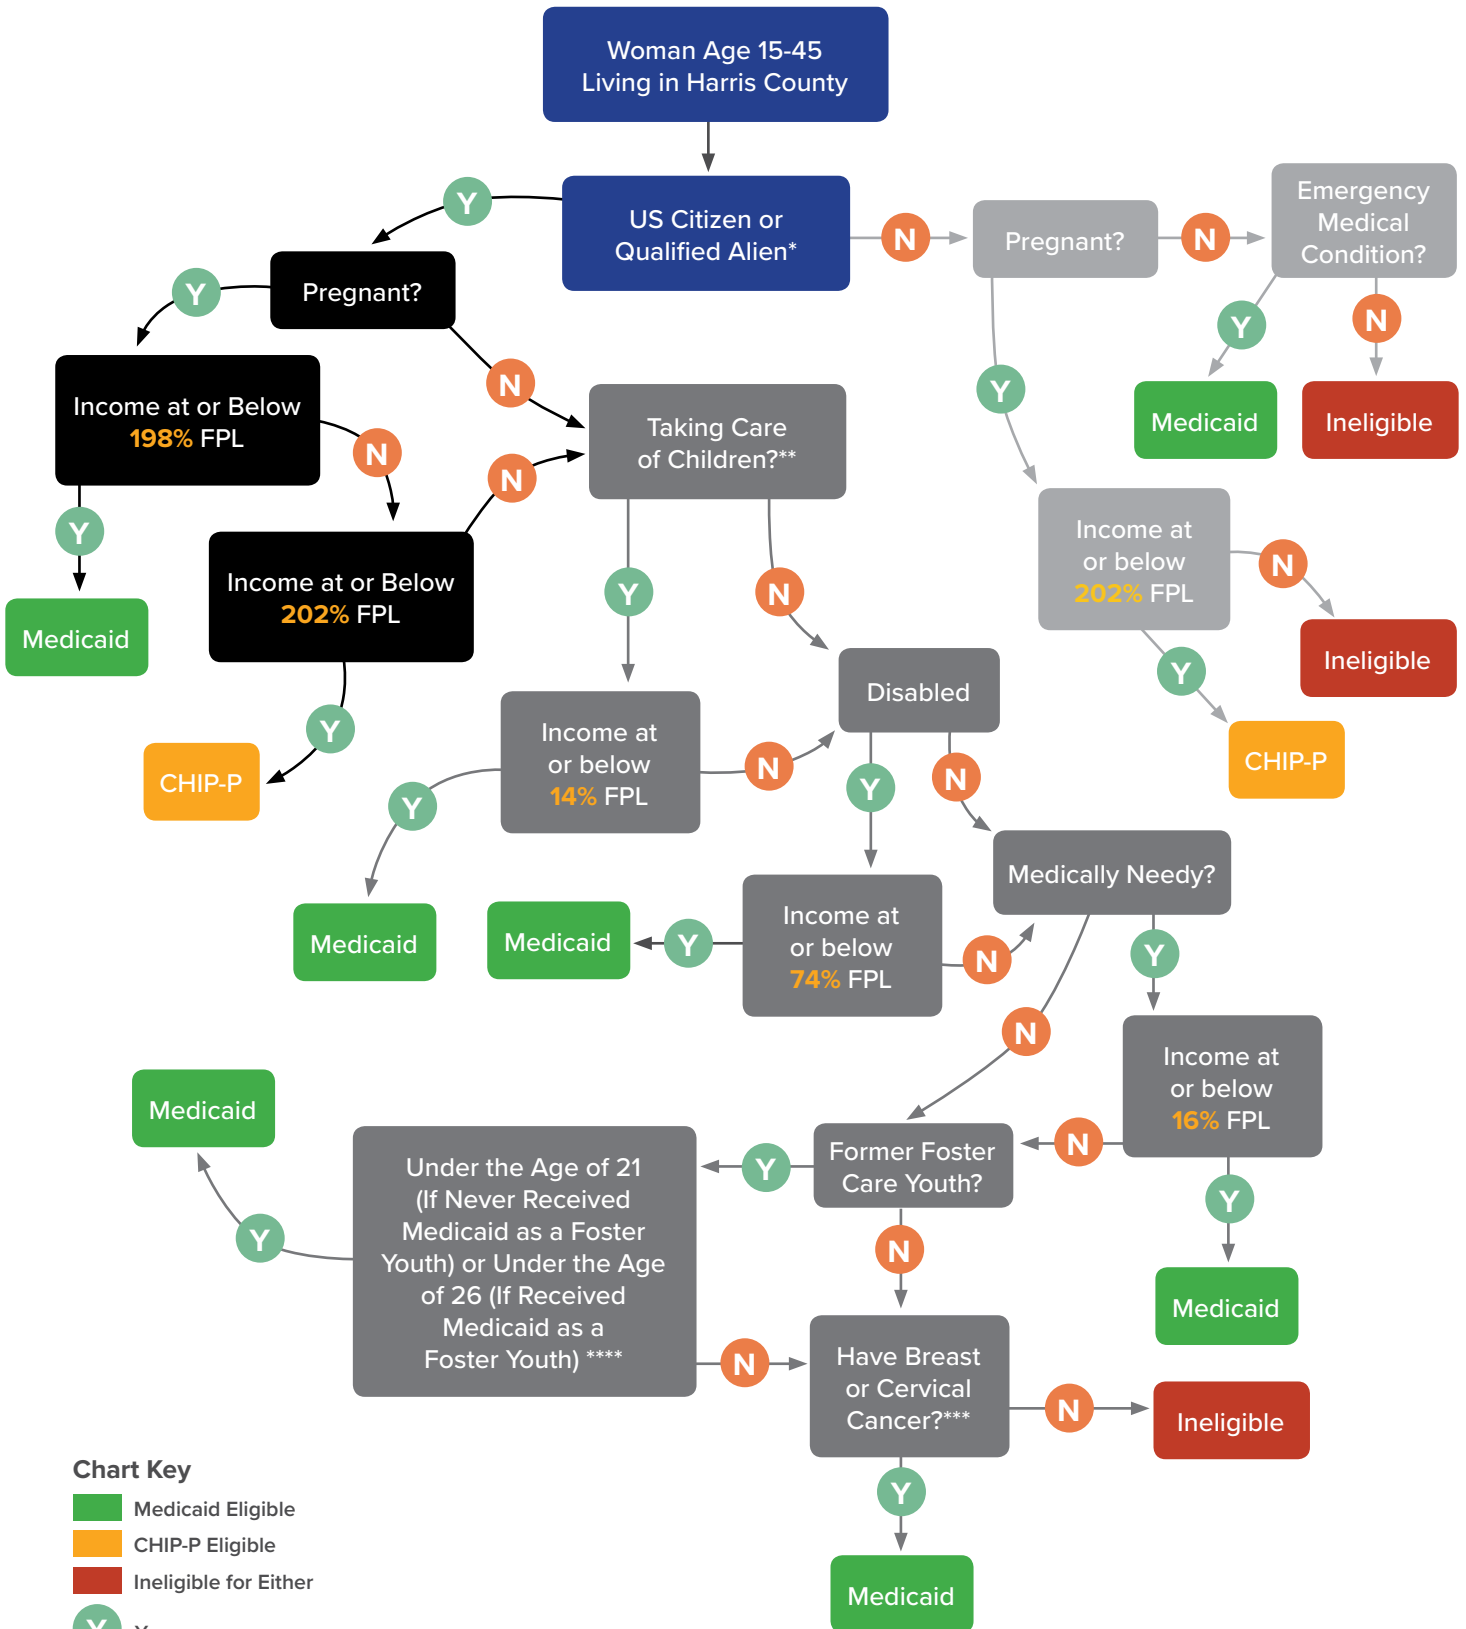 Woman Age 15-45
Living in Harris County
US Citizen or
Qualified Alien*
Y
N
Pregnant?
N
Emergency
Medical
Condition?
Y
N
Medicaid
Ineligible
Y
Income at
or below
202% FPL
N
Ineligible
Y
CHIP-P
Pregnant?
Y
N
Income at or Below
198% FPL
N
Y
Medicaid
Income at or Below
202% FPL
N
Y
CHIP-P
Taking Care
of Children?**
Y
N
Income at
or below
14% FPL
N
Y
Medicaid
Disabled
Y
N
Income at
or below
74% FPL
Y
Medicaid
N
Medically Needy?
N
Y
Income at
or below
16% FPL
N
Y
Medicaid
Former Foster
Care Youth?
Y
N
Under the Age of 21
(If Never Received
Medicaid as a Foster
Youth) or Under the Age
of 26 (If Received
Medicaid as a
Foster Youth) ****
Y
Medicaid
N
Have Breast
or Cervical
Cancer?***
N
Ineligible
Y
Medicaid
Chart Key
Medicaid Eligible
CHIP-P Eligible
Ineligible for Either
Y